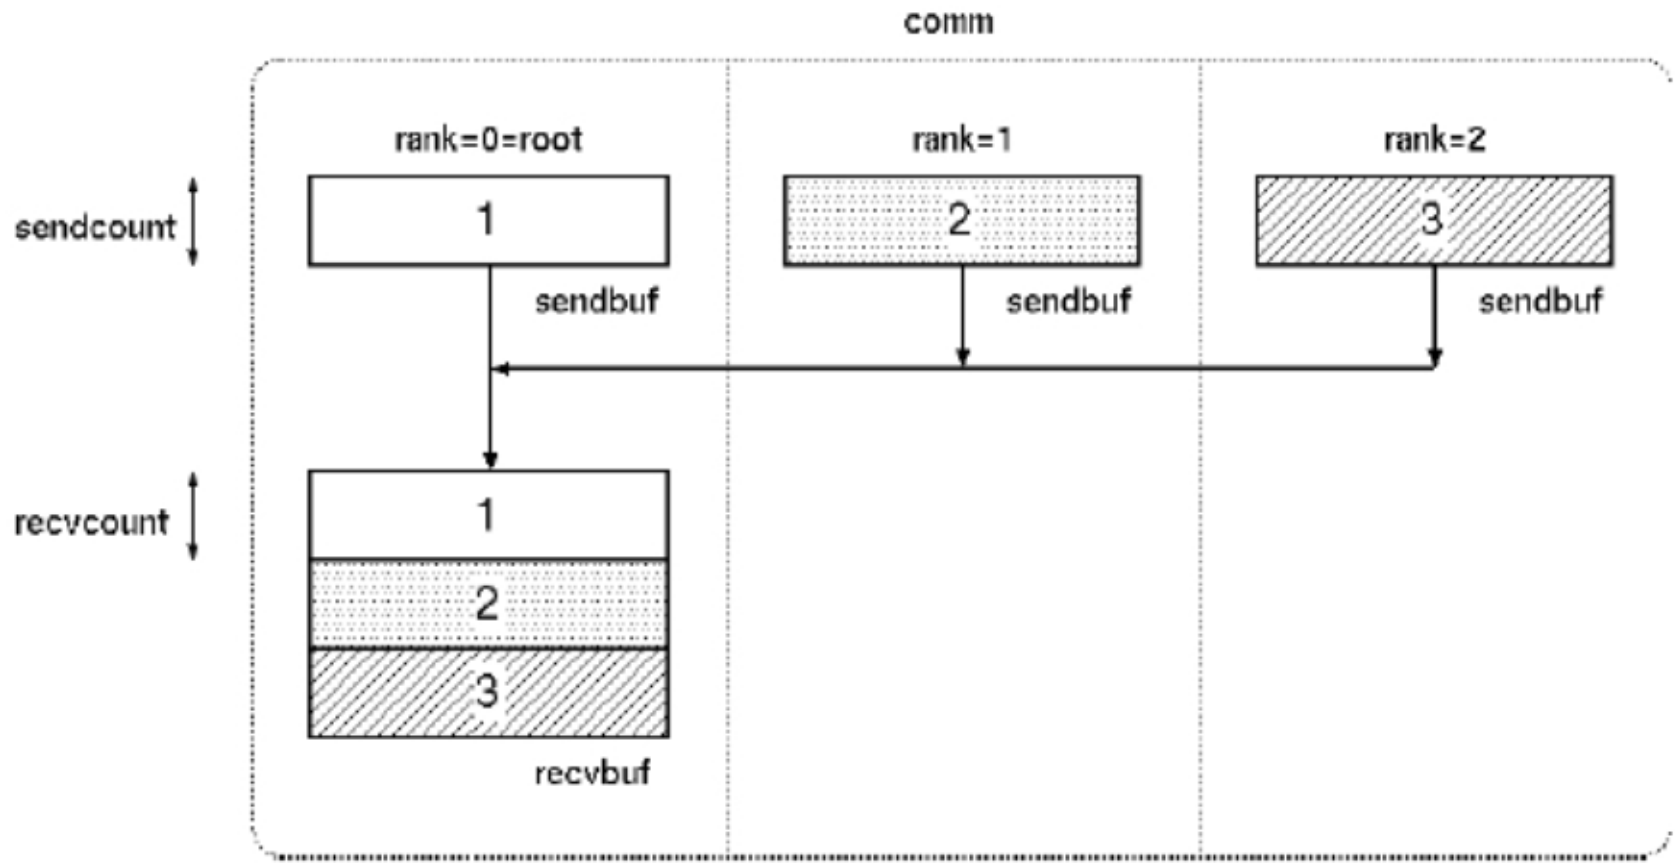 comm
rank=0=root rank=1 rank=2
sendcount 1 2 3
sendbuf sendbuf sendbuf
recvcount 1
2
3
recvbuf